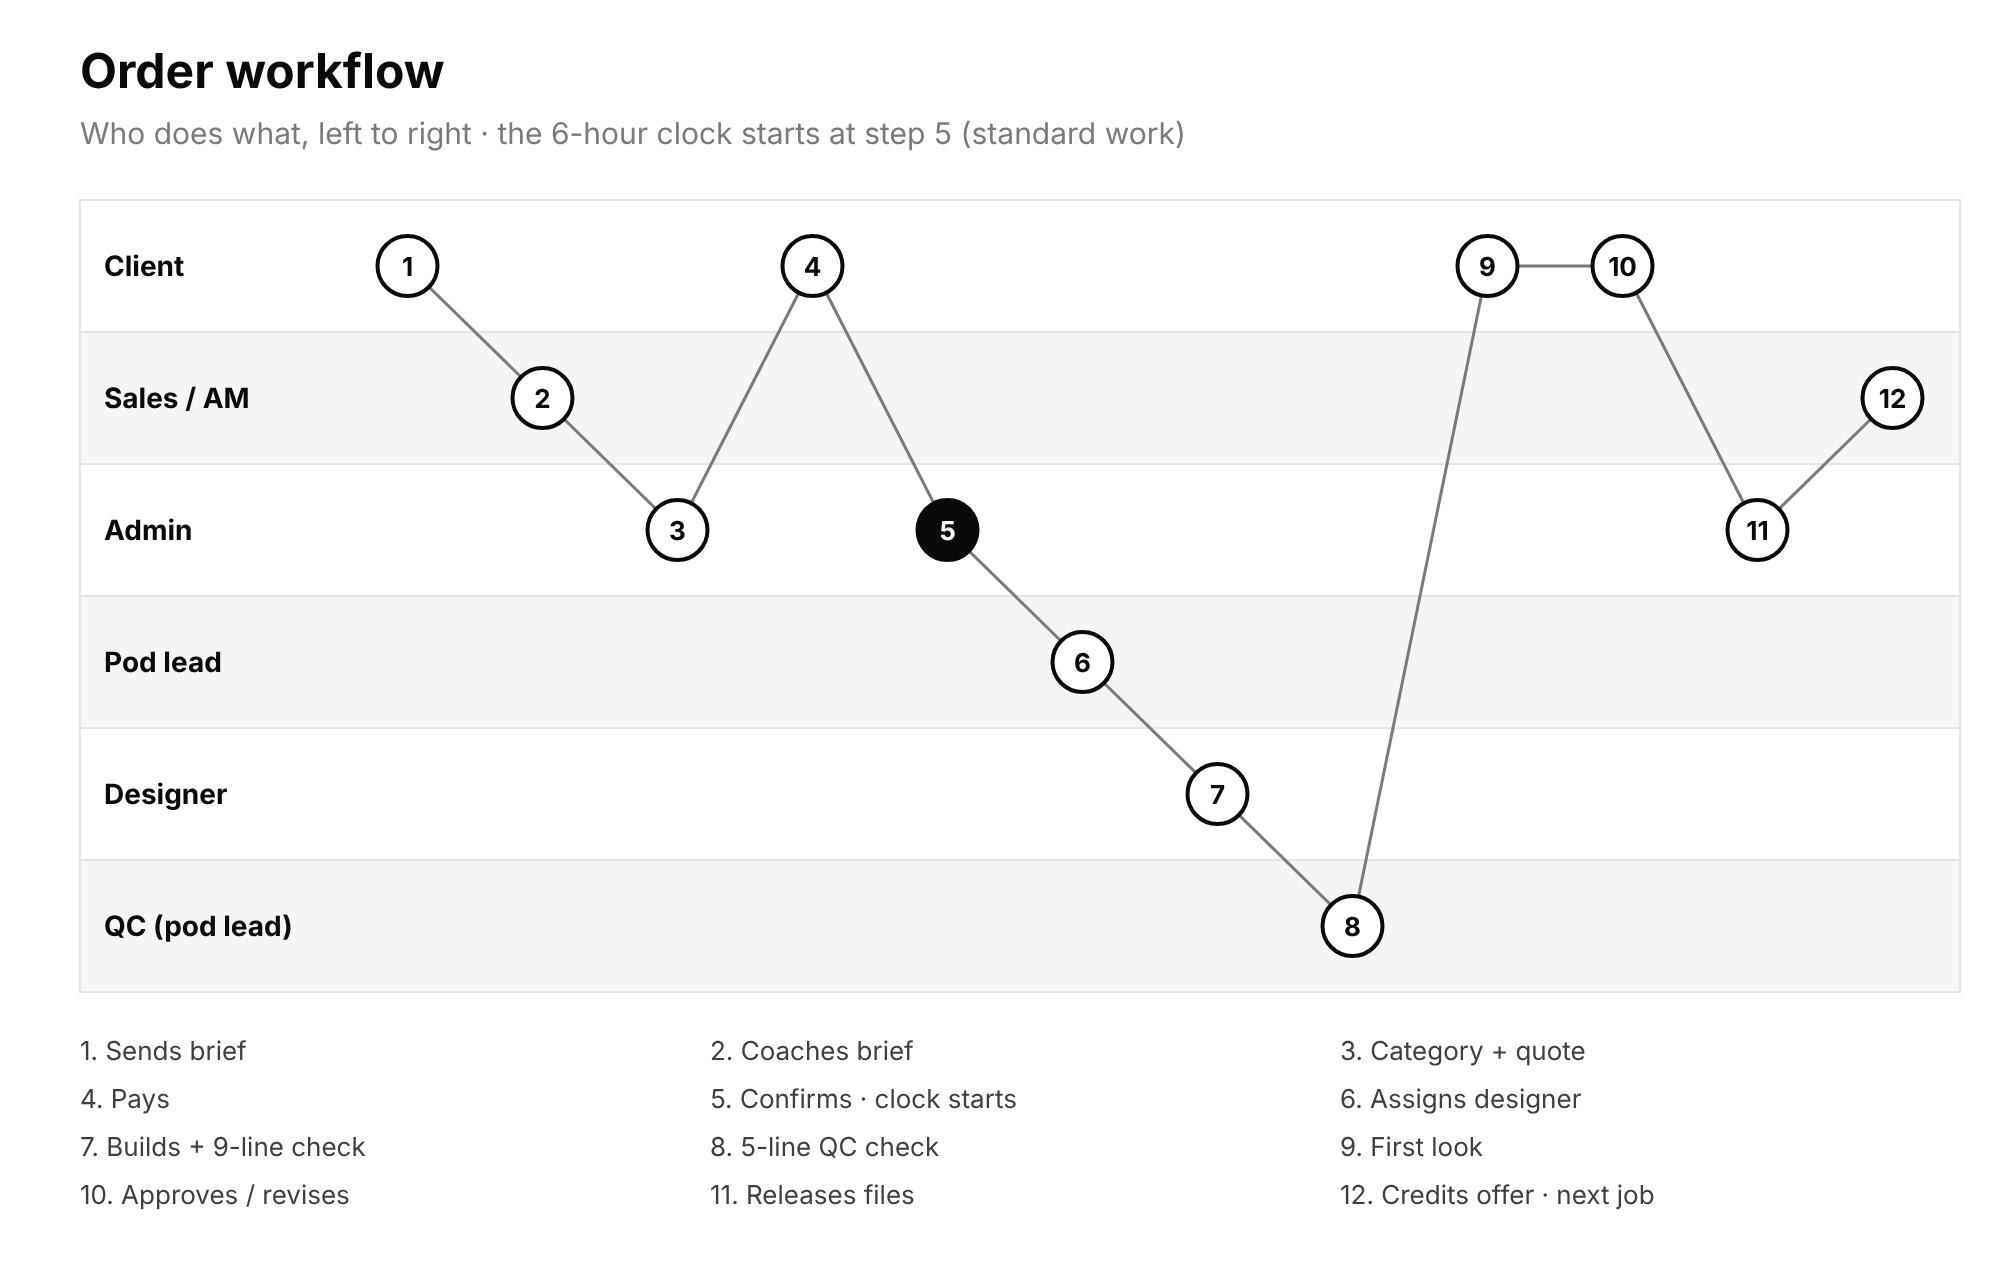 Order workflow
Who does what, left to right · the 6-hour clock starts at step 5 (standard work)
Client
1
4
9
10
Sales / AM
2
12
Admin
3
5
11
Pod lead
6
Designer
7
QC (pod lead)
8
1. Sends brief
2. Coaches brief
3. Category + quote
4. Pays
5. Confirms · clock starts
6. Assigns designer
7. Builds + 9-line check
8. 5-line QC check
9. First look
10. Approves / revises
11. Releases files
12. Credits offer · next job